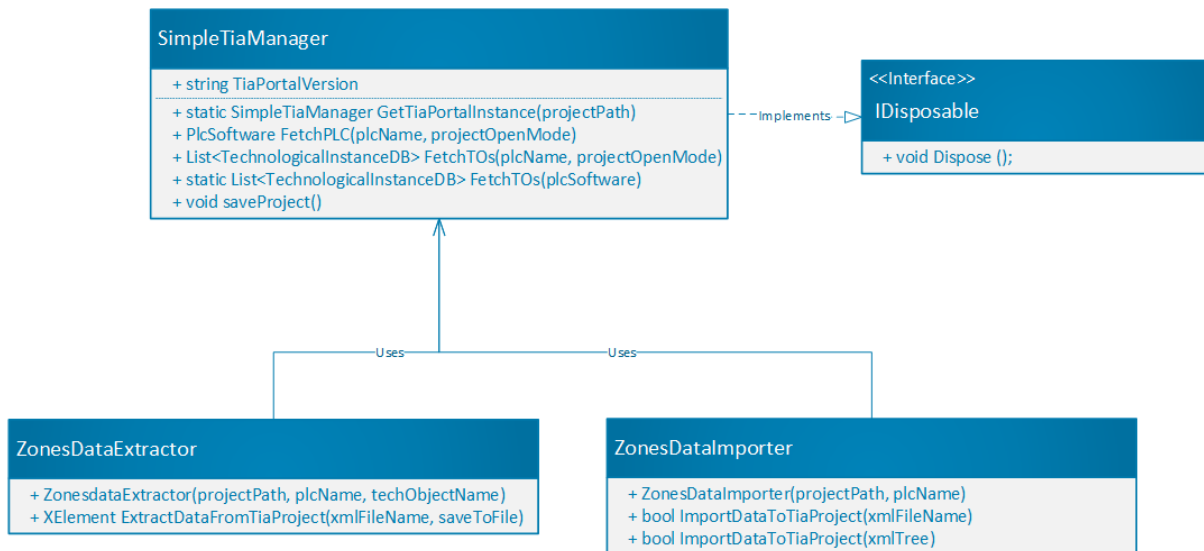 SimpleTiaManager
+ string TiaPortalVersion
+ static SimpleTiaManager GetTiaPortalInstance(projectPath)
+ PlcSoftware FetchPLC(plcName, projectOpenMode)
+ List<TechnologicalInstanceDB> FetchTOs(plcName, projectOpenMode)
+ static List<TechnologicalInstanceDB> FetchTOs(plcSoftware)
+ void saveProject()
Implements
<<Interface>>
IDisposable
+ void Dispose ();
Uses
Uses
ZonesDataExtractor
+ ZonesdataExtractor(projectPath, plcName, techObjectName)
+ XElement ExtractDataFromTiaProject(xmlFileName, saveToFile)
ZonesDataImporter
+ ZonesDataImporter(projectPath, plcName)
+ bool ImportDataToTiaProject(xmlFileName)
+ bool ImportDataToTiaProject(xmlTree)